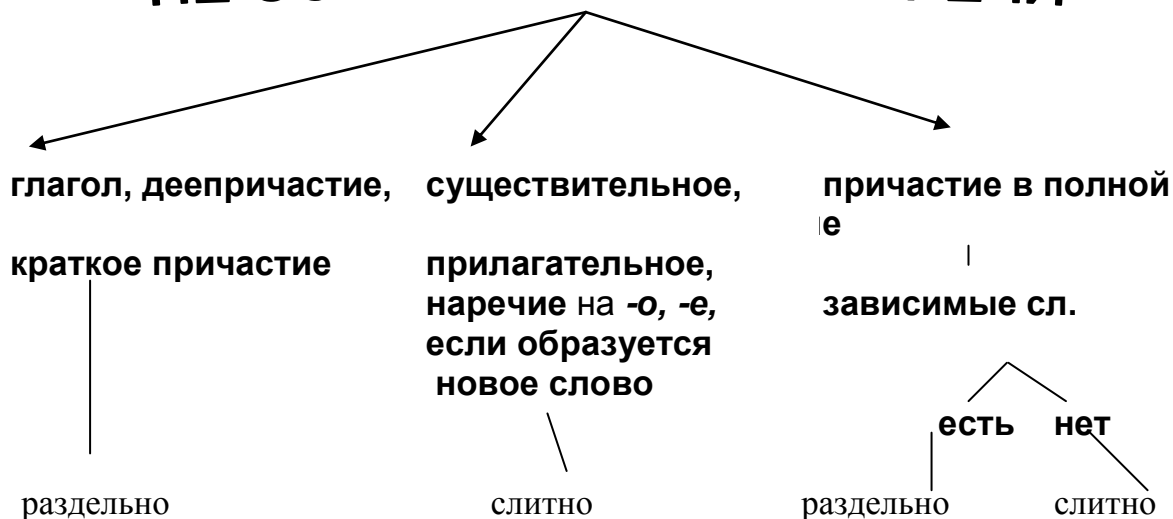 глагол, деепричастие,
краткое причастие
раздельно
существительное,
прилагательное,
наречие на -о, -е,
если образуется
новое слово
слитно
причастие в полной
е
зависимые сл.
есть нет
раздельно слитно